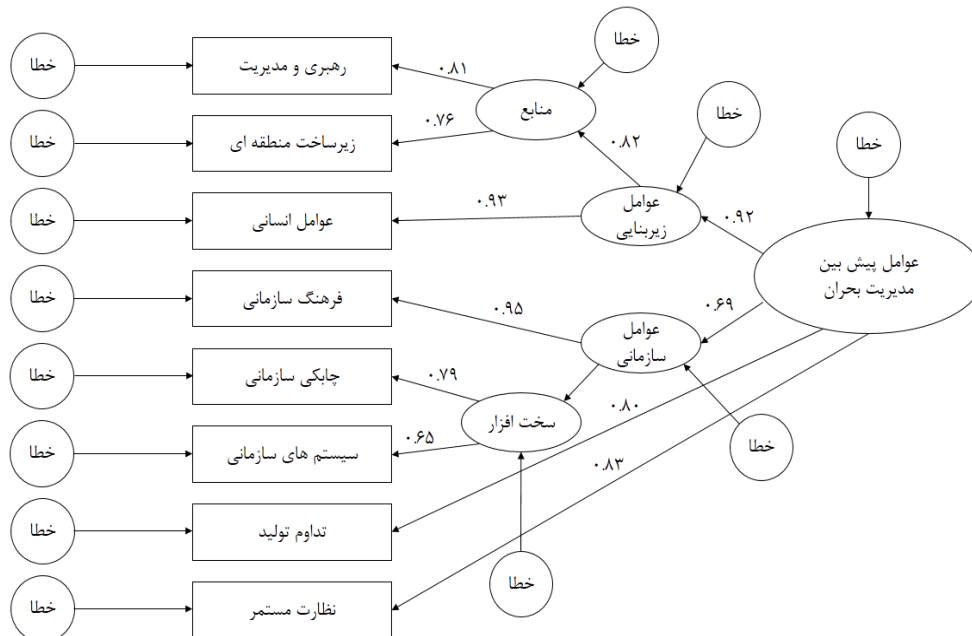 خطا
خطا
رهبری و مدیریت
۰.۸۱
منابع
خطا
زیرساخت منطقه ای
۰.۷۶
خطا
خطا
۰.۸۲
خطا
عوامل انسانی
۰.۹۳
عوامل
زیربنایی
۰.۹۲
عوامل پیش بین
مدیریت بحران
خطا
فرهنگ سازمانی
۰.۹۵
۰.۶۹
عوامل
سازمانی
خطا
چابکی سازمانی
۰.۷۹
۰.۸۰
سخت افزار
خطا
سیستم های سازمانی
۰.۶۵
خطا
۰.۸۳
خطا
تداوم تولید
خطا
خطا
نظارت مستمر